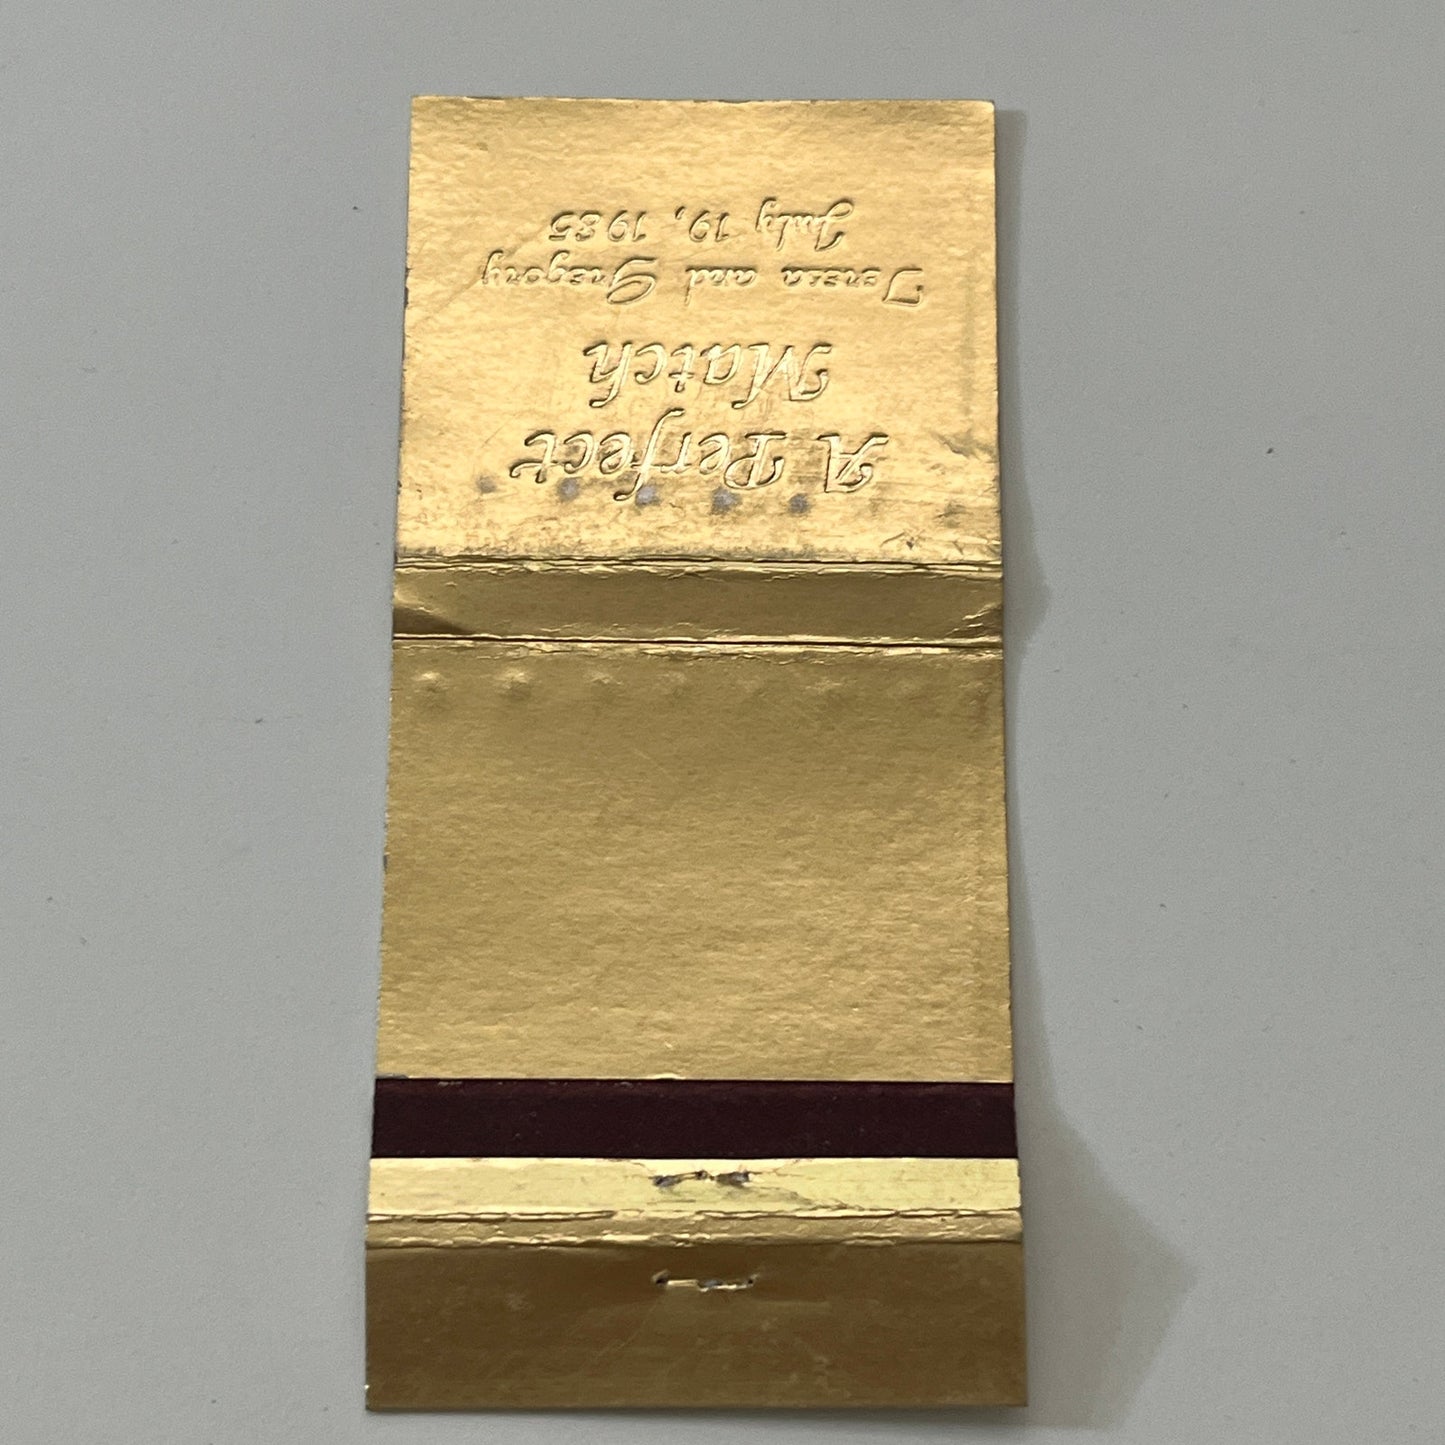 A Perfect
Match
Teresa and Gregory
July 19, 1985